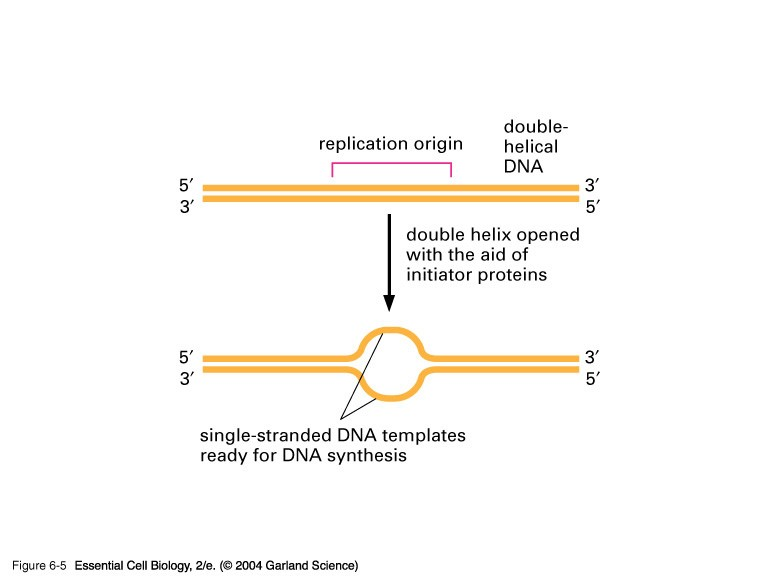 replication origin
double-
helical
DNA
5′
3′
3′
5′
double helix opened
with the aid of
initiator proteins
5′
3′
3′
5′
single-stranded DNA templates
ready for DNA synthesis
Figure 6-5 Essential Cell Biology, 2/e. (© 2004 Garland Science)